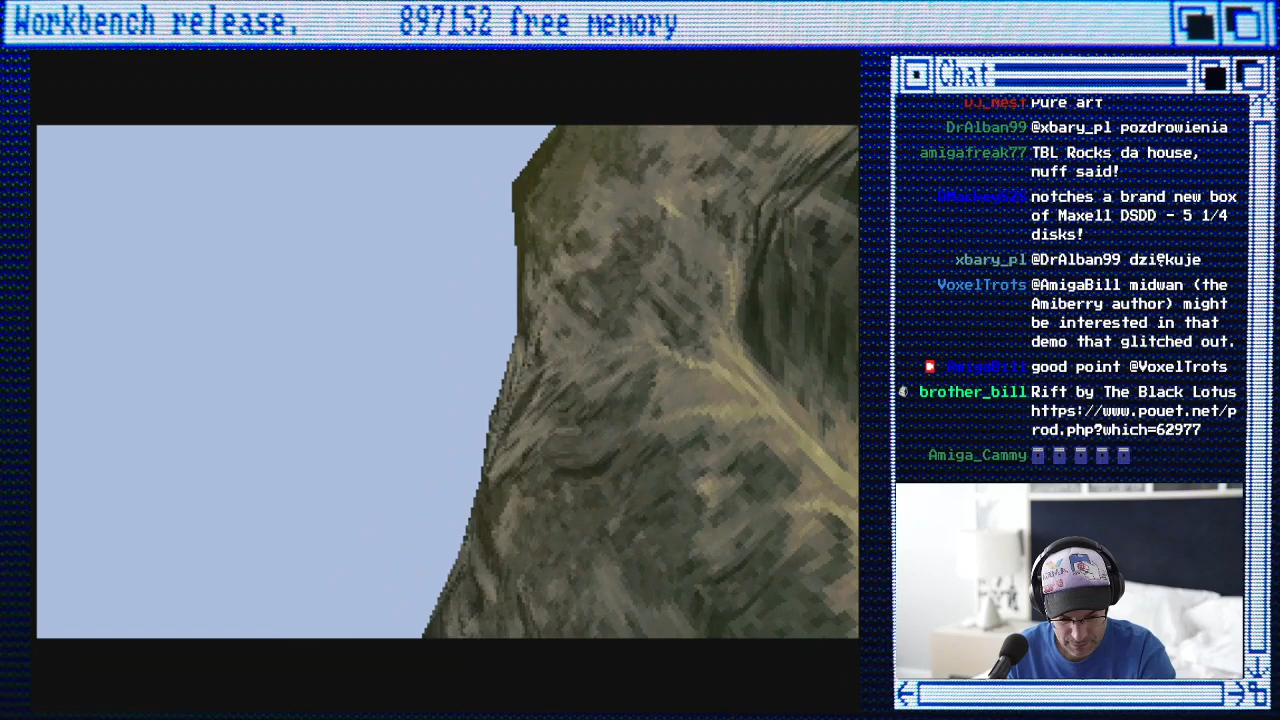 Workbench release. 897152 free memory
Chat
DJ_Nest Pure art
DrAlban99 @xbary_pl pozdrowienia
amigafreak77 TBL Rocks da house,
nuff said!
notches a brand new box
of Maxell DSDD - 5 1/4
disks!
xbary_pl @DrAlban99 dziękuje
VoxelTrots @AmigaBill midwan (the
Amiberry author) might
be interested in that
demo that glitched out.
AmigaBill good point @VoxelTrots
brother_bill Rift by The Black Lotus
https://www.pouet.net/p
rod.php?which=62977
Amiga_Cammy